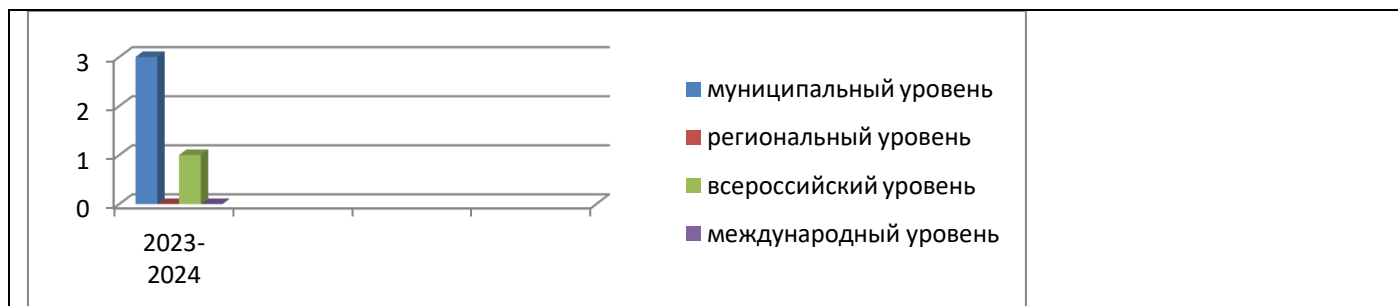 3
2
1
0
2023-
2024
муниципальный уровень
региональный уровень
всероссийский уровень
международный уровень